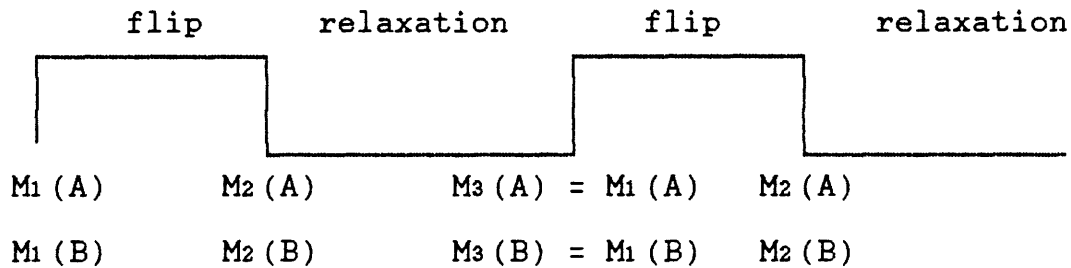 flip relaxation flip relaxation
M1 (A) M2 (A) M3 (A) = M1 (A) M2 (A)
M1 (B) M2 (B) M3 (B) = M1 (B) M2 (B)